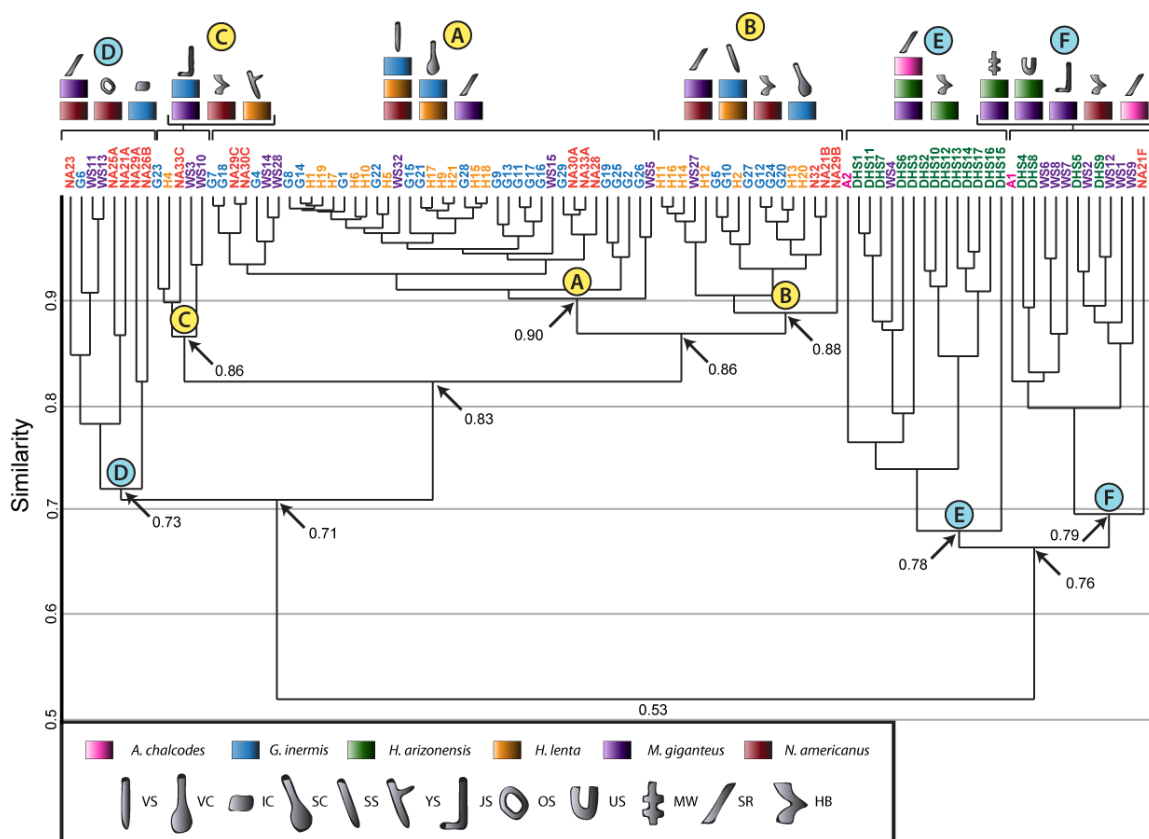 D C A B E F
NA23 G6 WS11 WS13 NA25A NA21A NA29A NA26B G23 H4 NA33C WS3 WS10 G7 G18 NA29C NA30C G4 WS14 WS28 G8 G14 H1 H19 H7 G1 H6 H10 G22 H5 WS32 G15 G21 H17 H9 H21 G28 H15 H18 G9 G13 G11 G17 G16 WS15 G29 NA30A NA33A NA28 G19 G25 G2 G26 WS5 H11 H16 H14 WS27 H12 G5 G10 H2 G27 G12 G24 G20 H13 H20 N32 NA21B NA29B A2 DHS1 DHS11 DHS7 WS4 DHS6 DHS3 DHS2 DHS10 DHS12 DHS13 DHS14 DHS17 DHS16 DHS15 A1 DHS4 DHS8 WS6 WS8 WS7 DHS5 WS2 DHS9 WS12 WS1 WS9 NA21F
Similarity
0.9
A
B
C
0.90
0.88
0.86
0.86
0.8
0.83
D
0.7
F
E
0.73
0.71
0.79
0.78
0.76
0.6
0.53
0.5
A. chalcodes G. inermis H. arizonensis H. lenta M. giganteus N. americanus
VS VC IC SC SS YS JS OS US MW SR HB